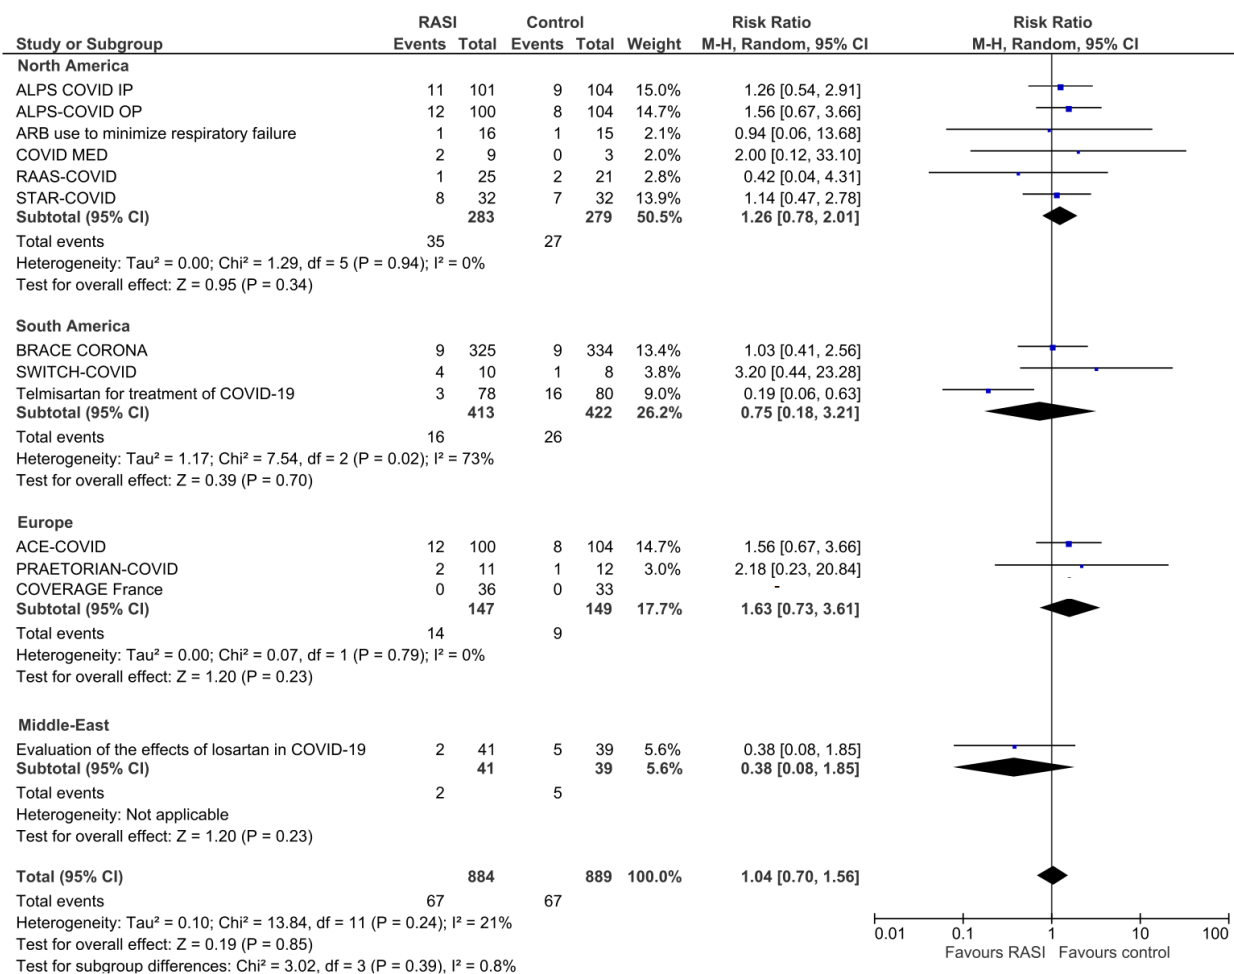 RASI Control Risk Ratio Risk Ratio
Study or Subgroup Events Total Events Total Weight M-H, Random, 95% CI M-H, Random, 95% CI
North America
ALPS COVID IP 11 101 9 104 15.0% 1.26 [0.54, 2.91]
ALPS-COVID OP 12 100 8 104 14.7% 1.56 [0.67, 3.66]
ARB use to minimize respiratory failure 1 16 1 15 2.1% 0.94 [0.06, 13.68]
COVID MED 2 9 0 3 2.0% 2.00 [0.12, 33.10]
RAAS-COVID 1 25 2 21 2.8% 0.42 [0.04, 4.31]
STAR-COVID 8 32 7 32 13.9% 1.14 [0.47, 2.78]
Subtotal (95% CI) 283 279 50.5% 1.26 [0.78, 2.01]
Total events 35 27
Heterogeneity: Tau² = 0.00; Chi² = 1.29, df = 5 (P = 0.94); I² = 0%
Test for overall effect: Z = 0.95 (P = 0.34)
South America
BRACE CORONA 9 325 9 334 13.4% 1.03 [0.41, 2.56]
SWITCH-COVID 4 10 1 8 3.8% 3.20 [0.44, 23.28]
Telmisartan for treatment of COVID-19 3 78 16 80 9.0% 0.19 [0.06, 0.63]
Subtotal (95% CI) 413 422 26.2% 0.75 [0.18, 3.21]
Total events 16 26
Heterogeneity: Tau² = 1.17; Chi² = 7.54, df = 2 (P = 0.02); I² = 73%
Test for overall effect: Z = 0.39 (P = 0.70)
Europe
ACE-COVID 12 100 8 104 14.7% 1.56 [0.67, 3.66]
PRAETORIAN-COVID 2 11 1 12 3.0% 2.18 [0.23, 20.84]
COVERAGE France 0 36 0 33 -
Subtotal (95% CI) 147 149 17.7% 1.63 [0.73, 3.61]
Total events 14 9
Heterogeneity: Tau² = 0.00; Chi² = 0.07, df = 1 (P = 0.79); I² = 0%
Test for overall effect: Z = 1.20 (P = 0.23)
Middle-East
Evaluation of the effects of losartan in COVID-19 2 41 5 39 5.6% 0.38 [0.08, 1.85]
Subtotal (95% CI) 41 39 5.6% 0.38 [0.08, 1.85]
Total events 2 5
Heterogeneity: Not applicable
Test for overall effect: Z = 1.20 (P = 0.23)
Total (95% CI) 884 889 100.0% 1.04 [0.70, 1.56]
Total events 67 67
Heterogeneity: Tau² = 0.10; Chi² = 13.84, df = 11 (P = 0.24); I² = 21%
Test for overall effect: Z = 0.19 (P = 0.85)
Test for subgroup differences: Chi² = 3.02, df = 3 (P = 0.39), I² = 0.8%
0.01 0.1 1 10 100
Favours RASI Favours control